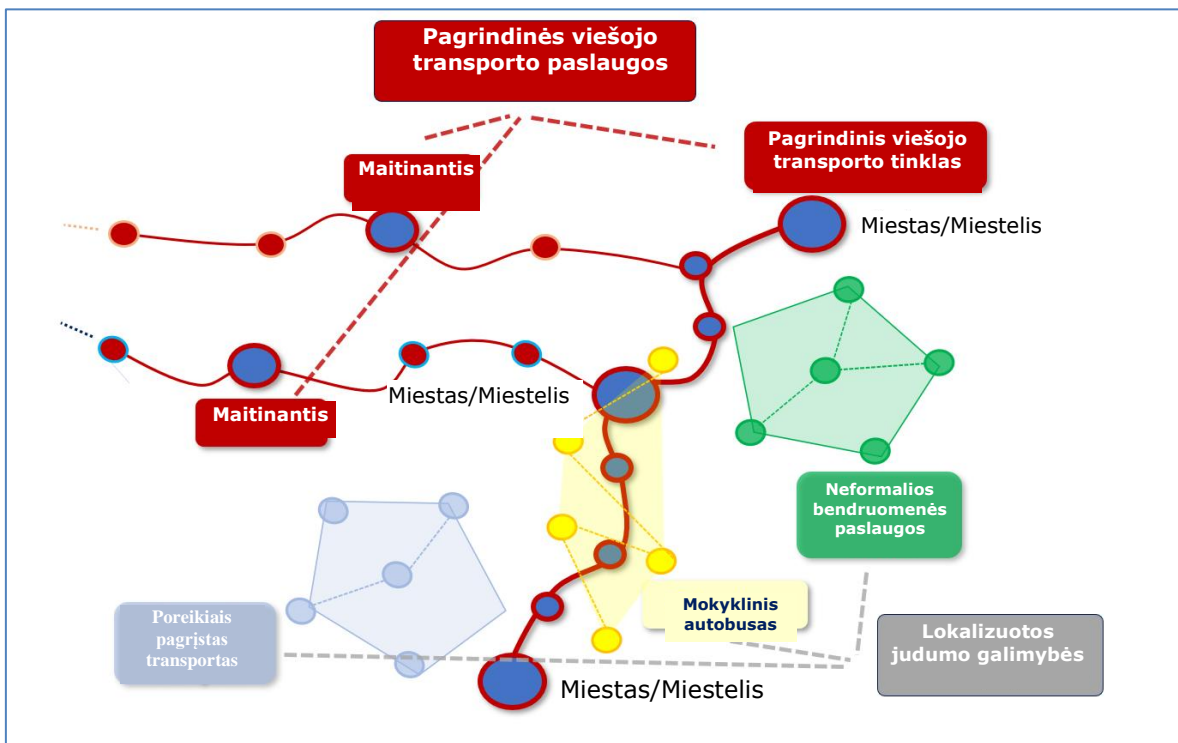 Pagrindinės viešojo
transporto paslaugos
Pagrindinis viešojo
transporto tinklas
Maitinantis
Miestas/Miestelis
Miestas/Miestelis
Maitinantis
Neformalios
bendruomenės
paslaugos
Poreikiais
pagrįstas
transportas
Mokyklinis
autobusas
Lokalizuotos
judumo galimybės
Miestas/Miestelis